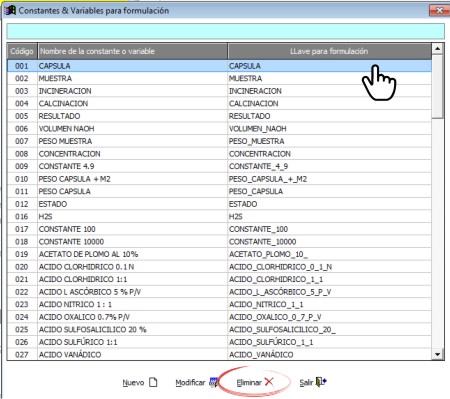 Constantes & Variables para formulación
Código Nombre de la constante o variable LLave para formulación
001 CAPSULA CAPSULA
002 MUESTRA MUESTRA
003 INCINERACION INCINERACION
004 CALCINACION CALCINACION
005 RESULTADO RESULTADO
006 VOLUMEN NAOH VOLUMEN_NAOH
007 PESO MUESTRA PESO_MUESTRA
008 CONCENTRACION CONCENTRACION
009 CONSTANTE 4.9 CONSTANTE_4_9
010 PESO CAPSULA + M2 PESO_CAPSULA_+_M2
011 PESO CAPSULA PESO_CAPSULA
012 ESTADO ESTADO
016 H2S H2S
017 CONSTANTE 100 CONSTANTE_100
018 CONSTANTE 10000 CONSTANTE_10000
019 ACETATO DE PLOMO AL 10% ACETATO_PLOMO_10_
020 ACIDO CLORHIDRICO 0.1 N ACIDO_CLORHIDRICO_0_1_N
021 ACIDO CLORHIDRICO 1:1 ACIDO_CLORHIDRICO_1_1
022 ACIDO L ASCÓRBICO 5 % P/V ACIDO_L_ASCÓRBICO_5_P_V
023 ACIDO NITRICO 1 : 1 ACIDO_NITRICO_1_1
024 ACIDO OXALICO 0.7% P/V ACIDO_OXALICO_0_7_P_V
025 ACIDO SULFOSALICILICO 20 % ACIDO_SULFOSALICILICO_20_
026 ACIDO SULFÚRICO 1:1 ACIDO_SULFÚRICO_1_1
027 ACIDO VANÁDICO ACIDO_VANÁDICO
Nuevo Modificar Eliminar Salir